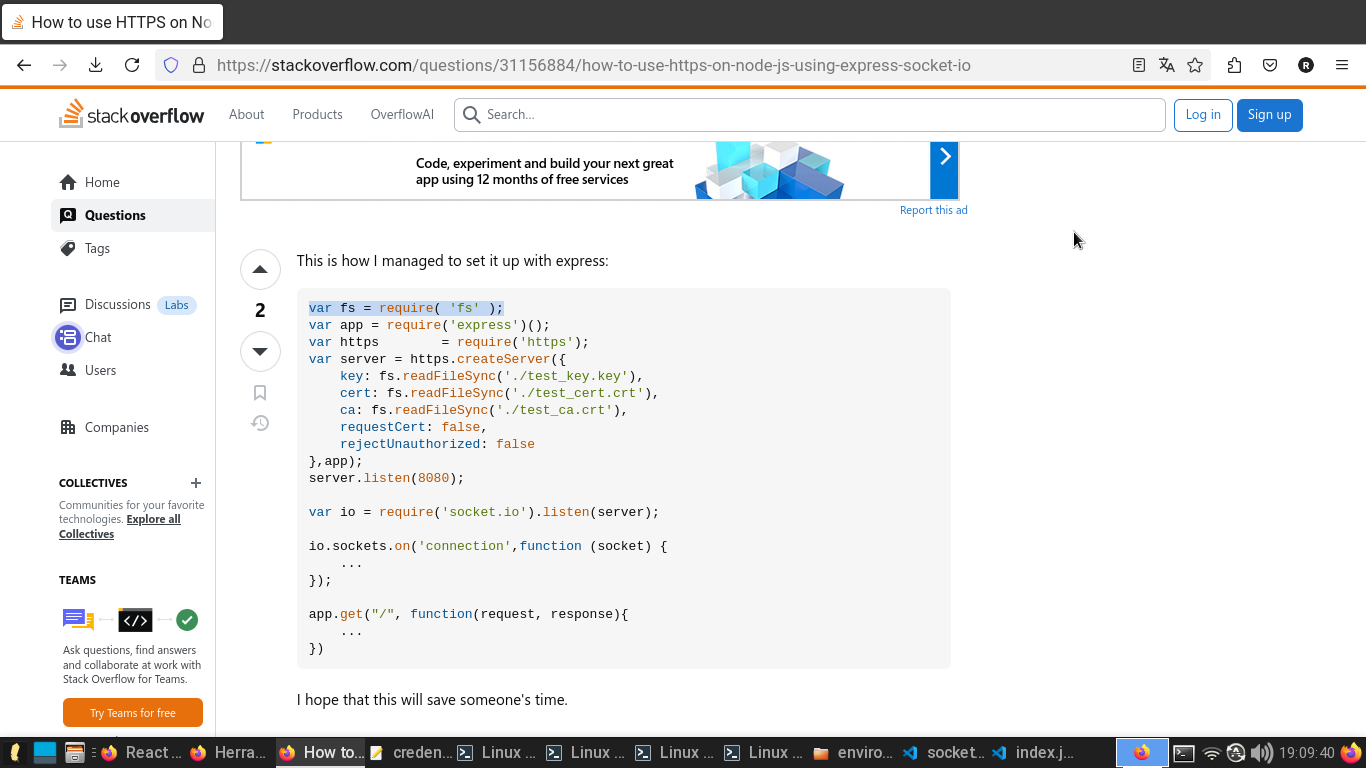 How to use HTTPS on No
https://stackoverflow.com/questions/31156884/how-to-use-https-on-node-js-using-express-socket-io
R
stackoverflow
About
Products
OverflowAI
Search...
Log in
Sign up
Code, experiment and build your next great
app using 12 months of free services
Report this ad
Home
Questions
Tags
Discussions
Labs
Chat
Users
Companies
COLLECTIVES
Communities for your favorite
technologies. Explore all
Collectives
TEAMS
Ask questions, find answers
and collaborate at work with
Stack Overflow for Teams.
Try Teams for free
2
This is how I managed to set it up with express:
var fs = require( 'fs' );
var app = require('express')();
var https        = require('https');
var server = https.createServer({
    key: fs.readFileSync('./test_key.key'),
    cert: fs.readFileSync('./test_cert.crt'),
    ca: fs.readFileSync('./test_ca.crt'),
    requestCert: false,
    rejectUnauthorized: false
},app);
server.listen(8080);
var io = require('socket.io').listen(server);
io.sockets.on('connection',function (socket) {
    ...
});
app.get("/", function(request, response){
    ...
})
I hope that this will save someone's time.
React ...
Herra...
How to...
creden...
Linux ...
Linux ...
Linux ...
Linux ...
enviro...
socket...
index.j...
19:09:40